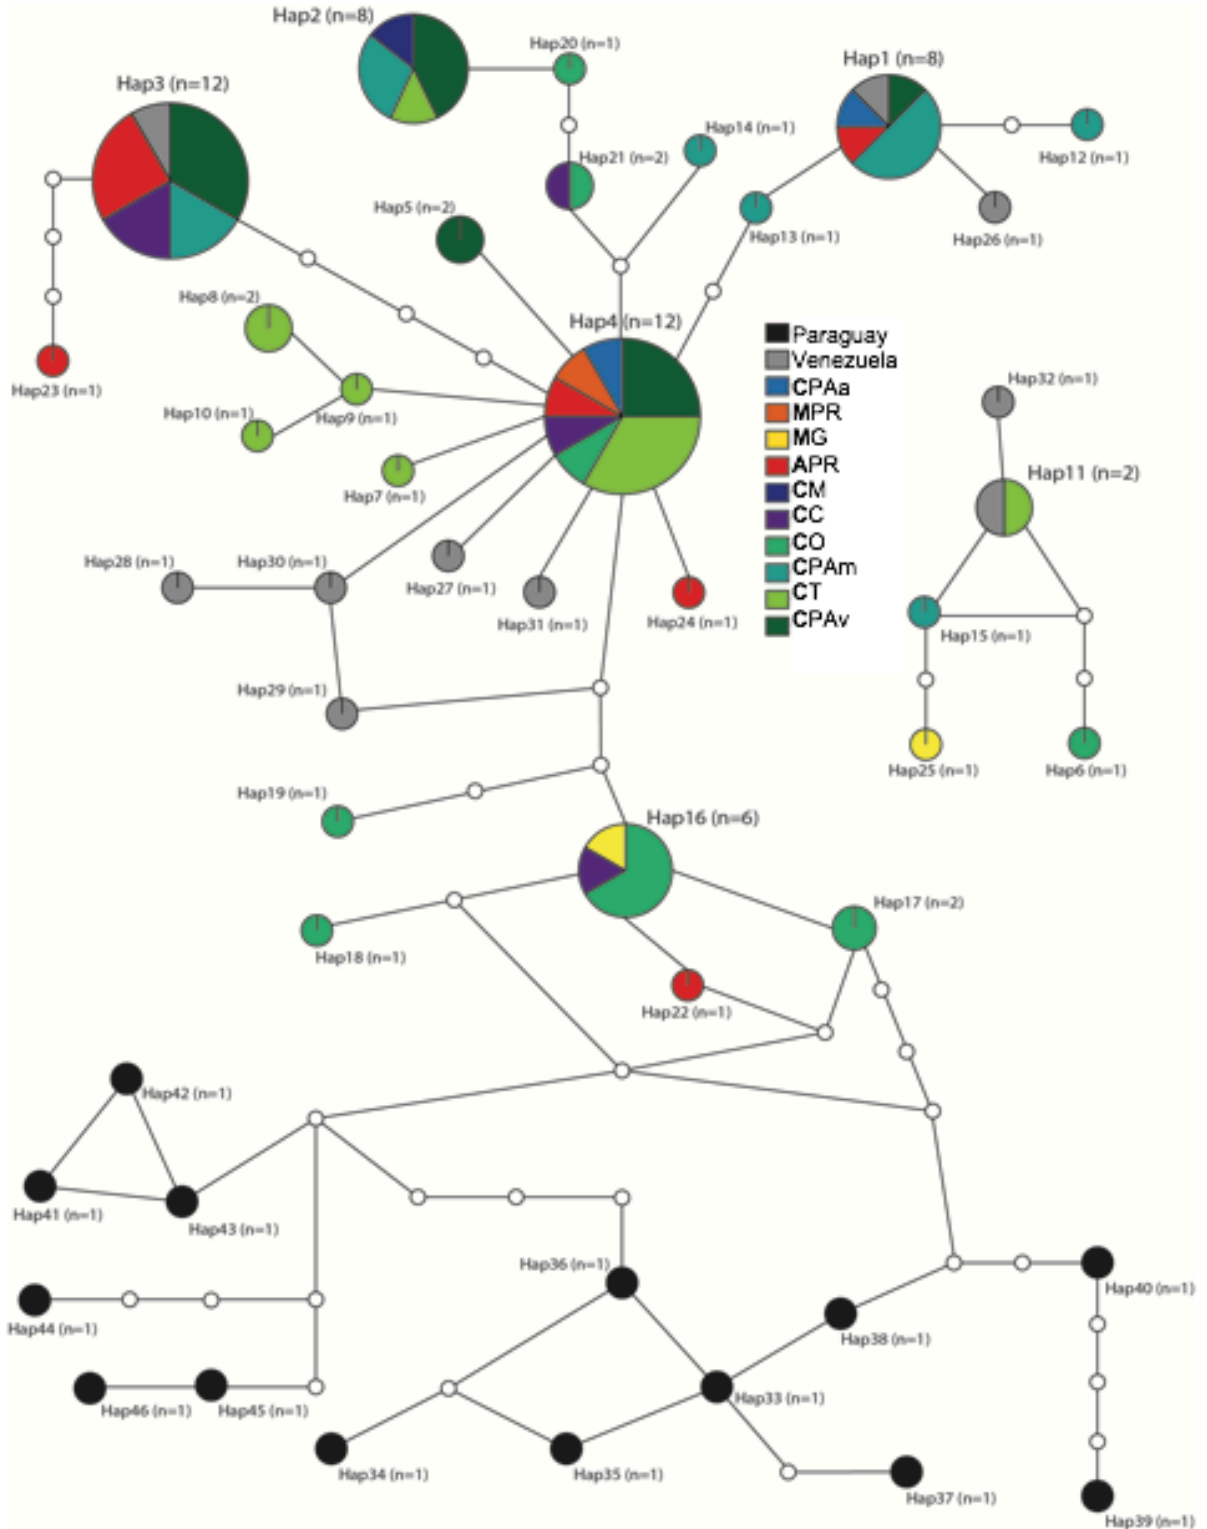 Hap2 (n=8)
Hap20 (n=1)
Hap1 (n=8)
Hap3 (n=12)
Hap14 (n=1)
Hap21 (n=2)
Hap12 (n=1)
Hap5 (n=2)
Hap13 (n=1)
Hap26 (n=1)
Hap8 (n=2)
Hap4 (n=12)
Hap23 (n=1)
Hap10 (n=1)
Hap9 (n=1)
Hap7 (n=1)
Paraguay
Venezuela
CPAa
MPR
MG
APR
CM
CC
CO
CPAm
CT
CPAv
Hap32 (n=1)
Hap11 (n=2)
Hap28 (n=1)
Hap30 (n=1)
Hap27 (n=1)
Hap31 (n=1)
Hap24 (n=1)
Hap15 (n=1)
Hap29 (n=1)
Hap25 (n=1)
Hap6 (n=1)
Hap19 (n=1)
Hap16 (n=6)
Hap17 (n=2)
Hap18 (n=1)
Hap22 (n=1)
Hap42 (n=1)
Hap41 (n=1)
Hap43 (n=1)
Hap36 (n=1)
Hap40 (n=1)
Hap44 (n=1)
Hap38 (n=1)
Hap46 (n=1)
Hap45 (n=1)
Hap33 (n=1)
Hap34 (n=1)
Hap35 (n=1)
Hap37 (n=1)
Hap39 (n=1)